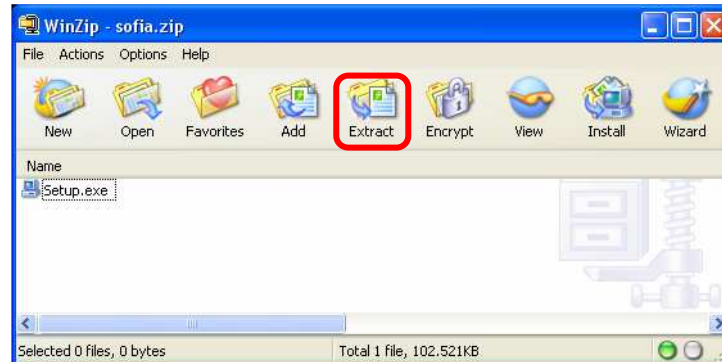 WinZip - sofia.zip
File Actions Options Help
New Open Favorites Add Extract Encrypt View Install Wizard
Name
Setup.exe
Selected 0 files, 0 bytes Total 1 file, 102.521KB